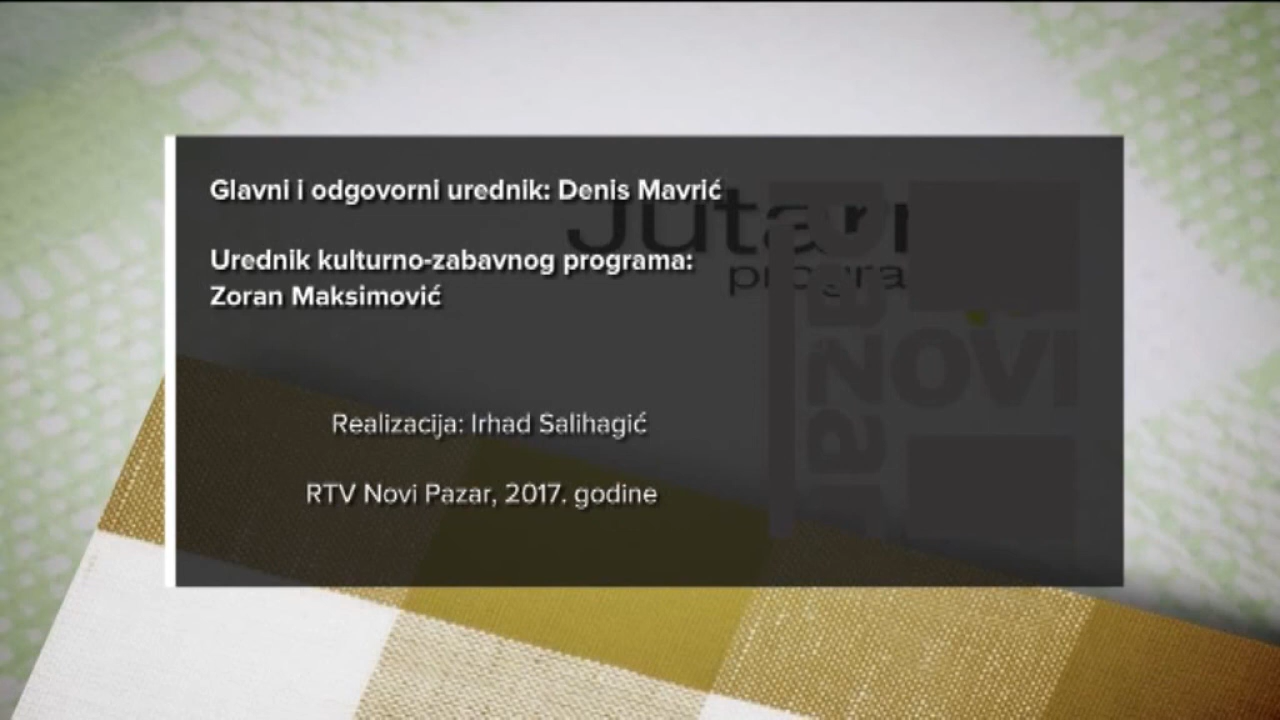 Glavni i odgovorni urednik: Denis Mavrić
Urednik kulturno-zabavnog programa:
Zoran Maksimović
Realizacija: Irhad Salihagić
RTV Novi Pazar, 2017. godine
NOVI